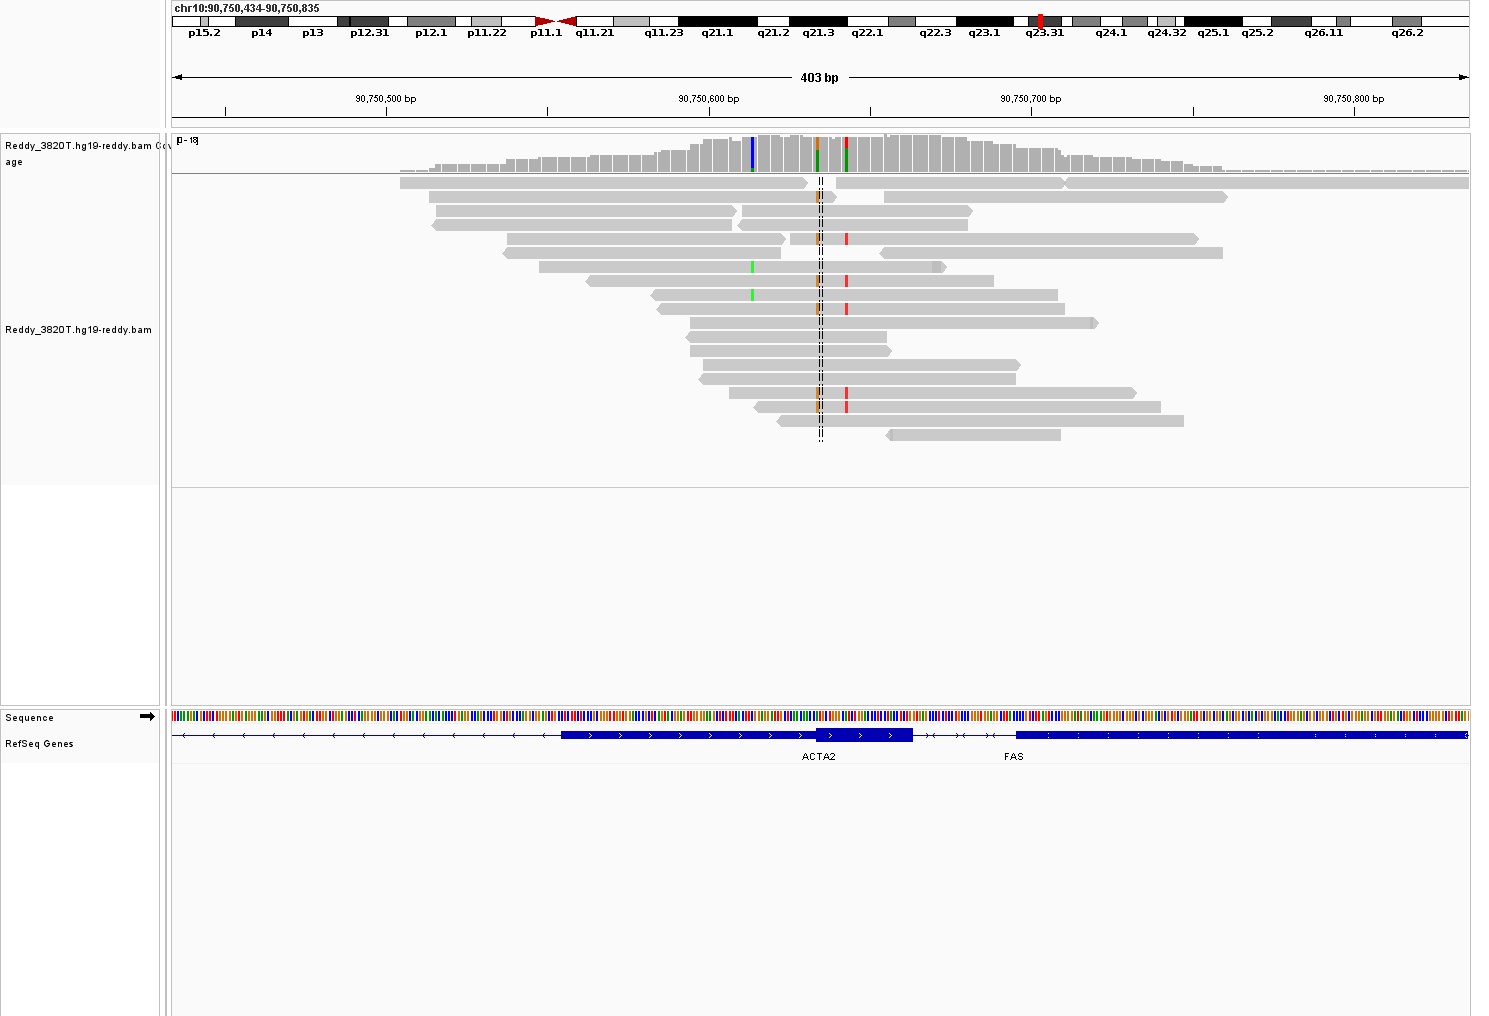 chr10:90,750,434-90,750,835
p15.2 p14 p13 p12.31 p12.1 p11.22 p11.1 q11.21 q11.23 q21.1 q21.2 q21.3 q22.1 q22.3 q23.1 q23.31 q24.1 q24.32 q25.1 q25.2 q26.11 q26.2
403 bp
90,750,500 bp 90,750,600 bp 90,750,700 bp 90,750,800 bp
[0 - 18]
Reddy_3820T.hg19-reddy.bam Cov
age
Reddy_3820T.hg19-reddy.bam
Sequence
RefSeq Genes
ACTA2 FAS